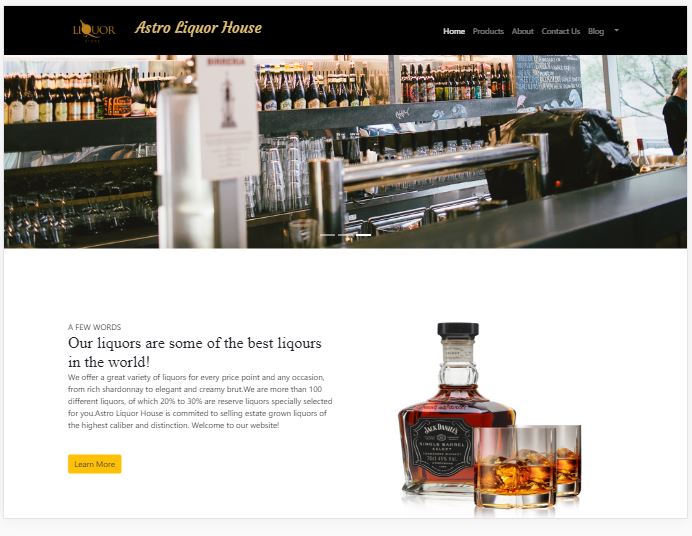 LIQUOR
Astro Liquor House
Home Products About Contact Us Blog
BIRRERIA
A FEW WORDS
Our liquors are some of the best liqours
in the world!
We offer a great variety of liquors for every price point and any occasion,
from rich shardonnay to elegant and creamy brut.We are more than 100
different liquors, of which 20% to 30% are reserve liquors specially selected
for you.Astro Liquor House is commited to selling estate grown liquors of
the highest caliber and distinction. Welcome to our website!
Learn More
SELECT
JACK DANIEL'S
SINGLE BARREL
SELECT
TENNESSEE WHISKEY